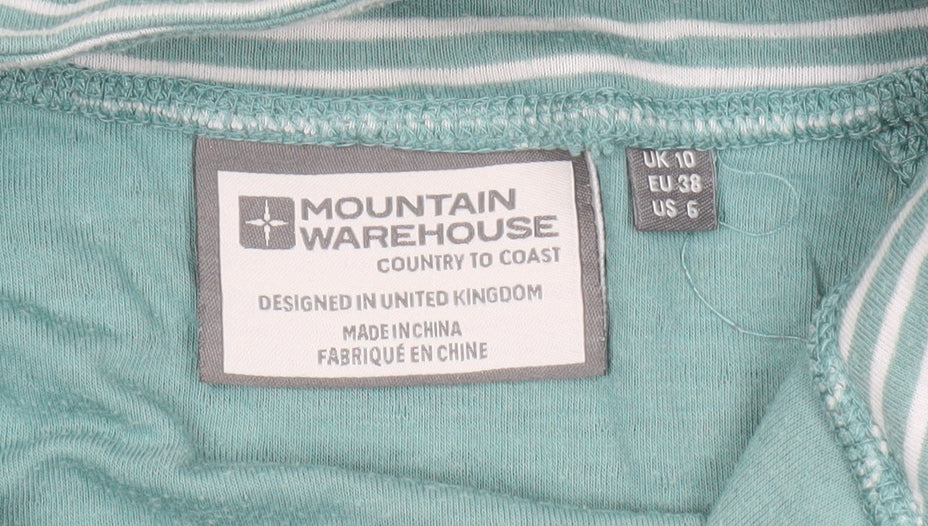 MOUNTAIN
WAREHOUSE
COUNTRY TO COAST
DESIGNED IN UNITED KINGDOM
MADE IN CHINA
FABRIQUÉ EN CHINE
UK 10
EU 38
US 6